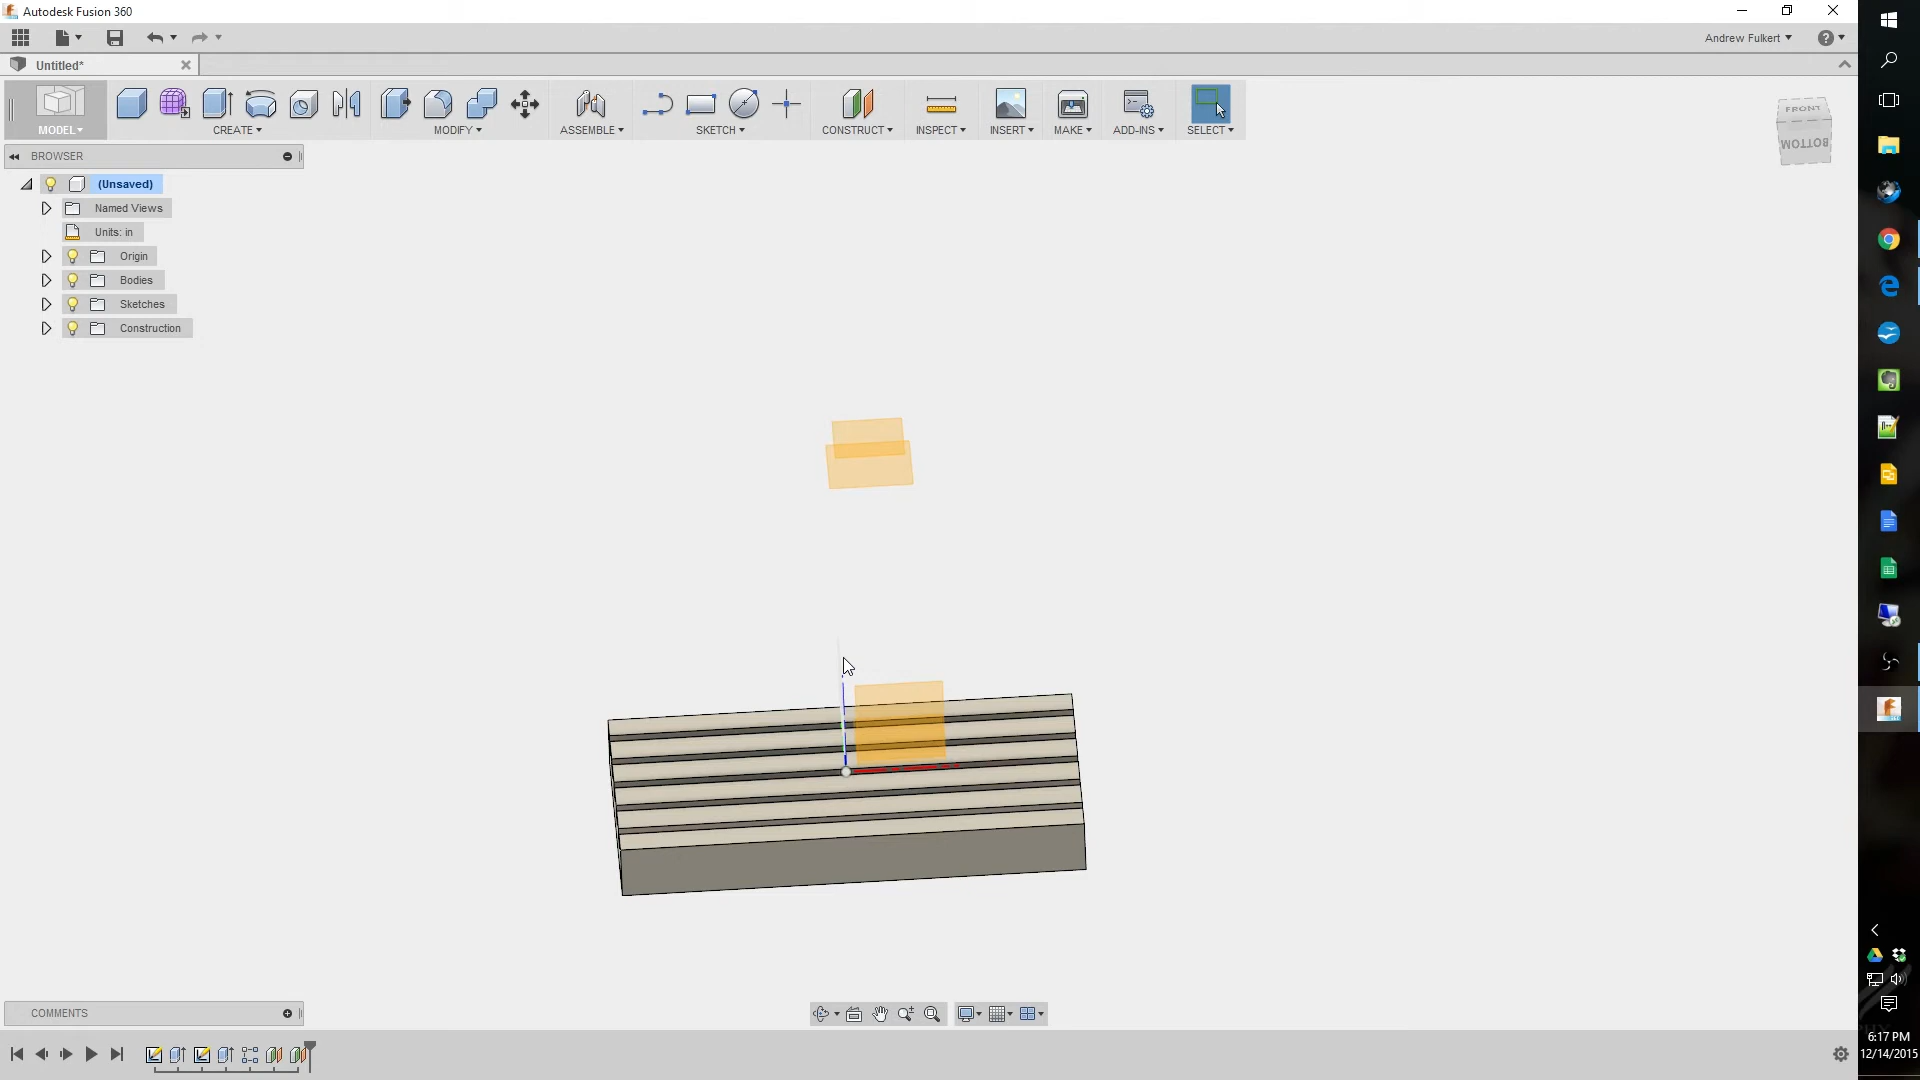 Autodesk Fusion 360
Andrew Fulkert
Untitled*
MODEL
CREATE
MODIFY
ASSEMBLE
SKETCH
CONSTRUCT
INSPECT
INSERT
MAKE
ADD-INS
SELECT
FRONT
BOTTOM
BROWSER
(Unsaved)
Named Views
Units: in
Origin
Bodies
Sketches
Construction
COMMENTS
6:17 PM
12/14/2015